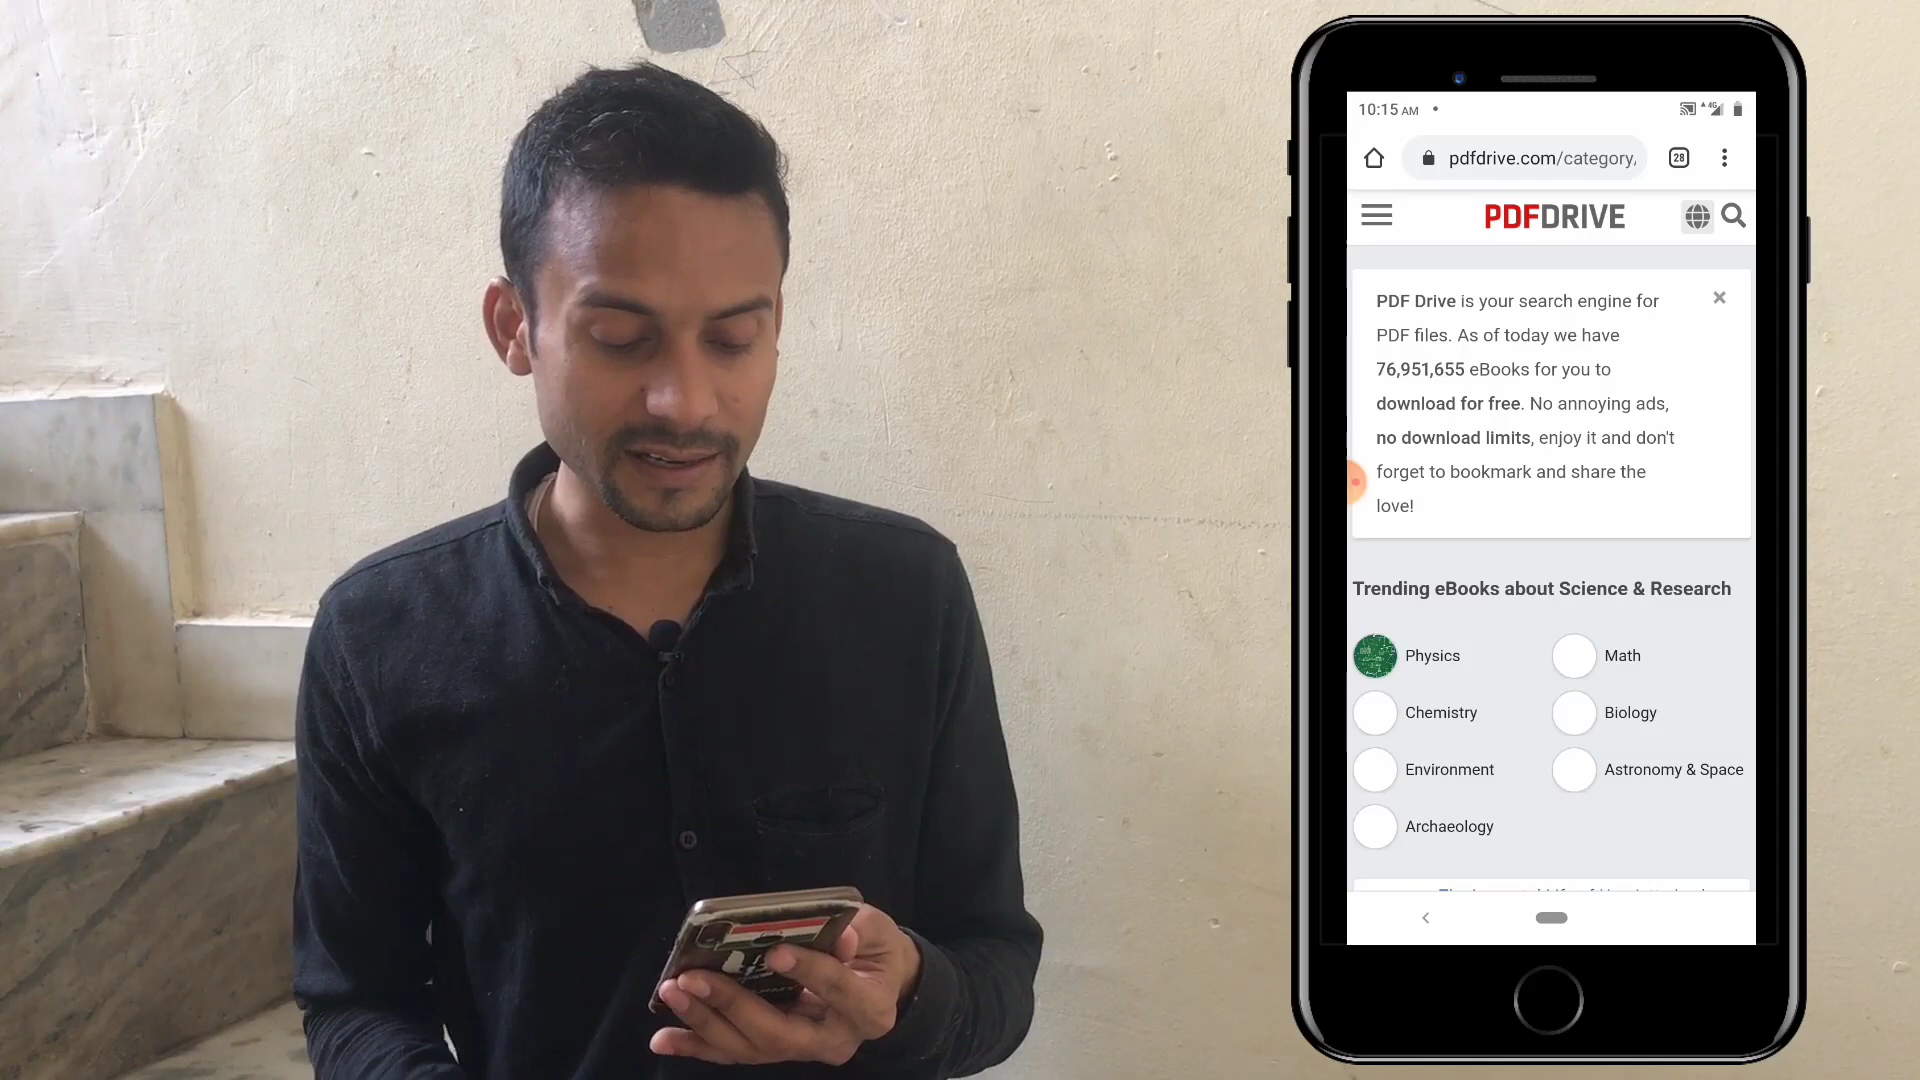 10:15 AM
4G
pdfdrive.com/category,
28
PDFDRIVE
PDF Drive is your search engine for
PDF files. As of today we have
76,951,655 eBooks for you to
download for free. No annoying ads,
no download limits, enjoy it and don't
forget to bookmark and share the
love!
Trending eBooks about Science & Research
Physics
Math
Chemistry
Biology
Environment
Astronomy & Space
Archaeology